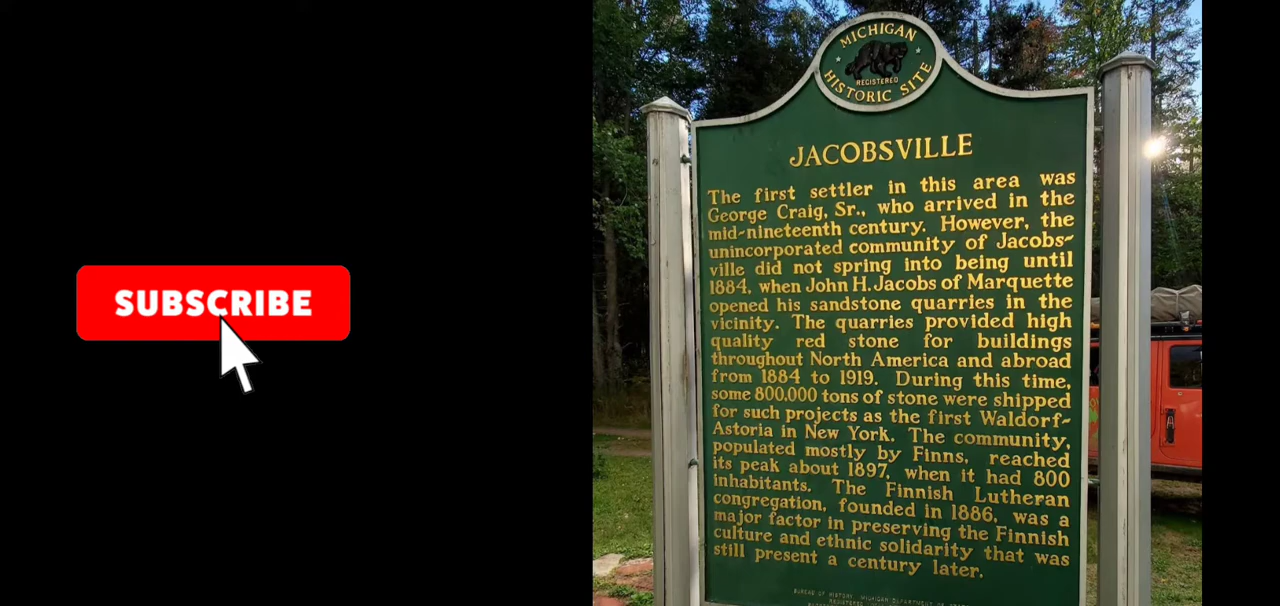 SUBSCRIBE
MICHIGAN
REGISTERED
HISTORIC SITE
JACOBSVILLE
The first settler in this area was
George Craig, Sr., who arrived in the
mid-nineteenth century. However, the
unincorporated community of Jacobs-
ville did not spring into being until
1884, when John H. Jacobs of Marquette
opened his sandstone quarries in the
vicinity. The quarries provided high
quality red stone for buildings
throughout North America and abroad
from 1884 to 1919. During this time,
some 800,000 tons of stone were shipped
for such projects as the first Waldorf-
Astoria in New York. The community,
populated mostly by Finns, reached
its peak about 1897, when it had 800
inhabitants. The Finnish Lutheran
congregation, founded in 1886, was a
major factor in preserving the Finnish
culture and ethnic solidarity that was
still present a century later.
BUREAU OF HISTORY, MICHIGAN DEPARTMENT OF